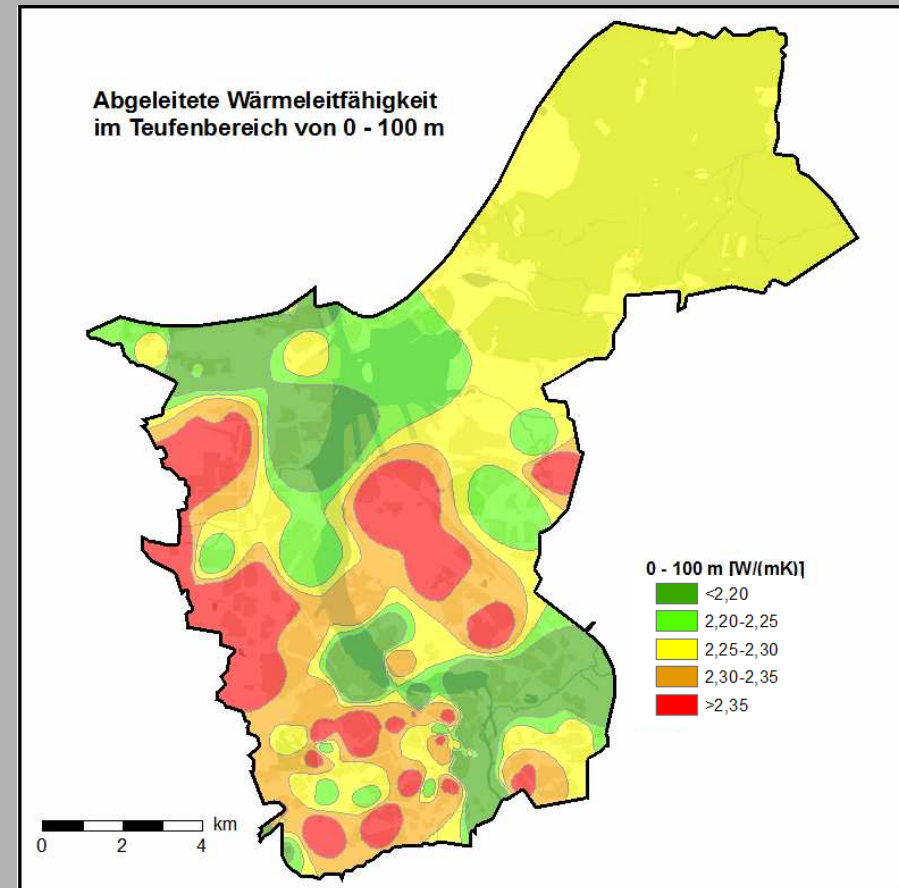 Abgeleitete Wärmeleitfähigkeit
im Teufenbereich von 0 - 100 m
0 - 100 m [W/(mK)]
<2,20
2,20-2,25
2,25-2,30
2,30-2,35
>2,35
km
0 2 4